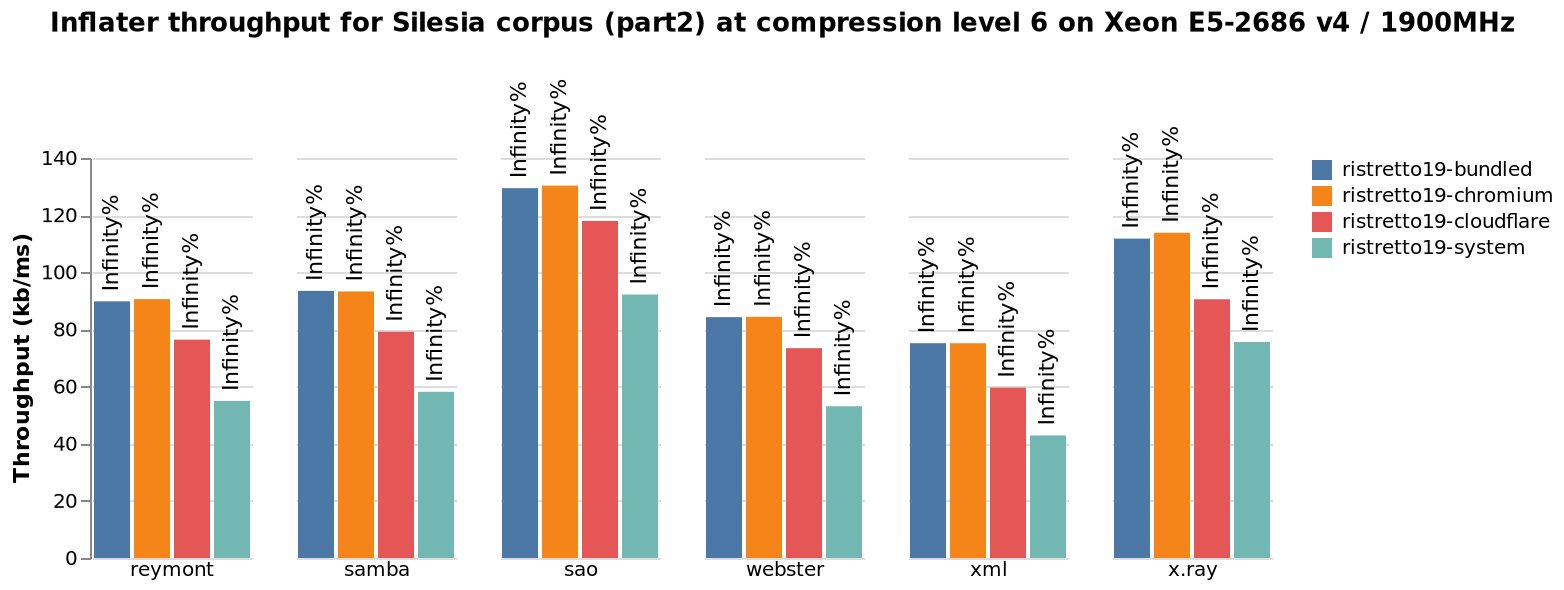 Inflater throughput for Silesia corpus (part2) at compression level 6 on Xeon E5-2686 v4 / 1900MHz
Throughput (kb/ms)
140
120
100
80
60
40
20
0
Infinity%
Infinity%
Infinity%
Infinity%
reymont
Infinity%
Infinity%
Infinity%
Infinity%
samba
Infinity%
Infinity%
Infinity%
Infinity%
sao
Infinity%
Infinity%
Infinity%
Infinity%
webster
Infinity%
Infinity%
Infinity%
Infinity%
xml
Infinity%
Infinity%
Infinity%
Infinity%
x.ray
ristretto19-bundled
ristretto19-chromium
ristretto19-cloudflare
ristretto19-system